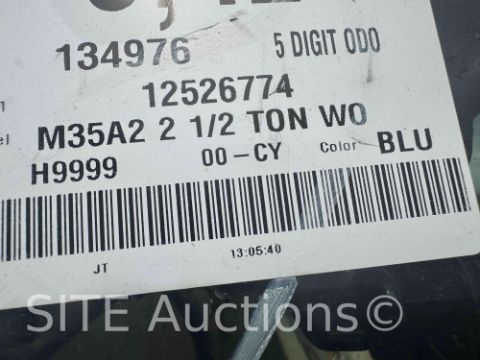 134976 5 DIGIT ODO
12526774
M35A2 2 1/2 TON WO
H9999 00-CY Color BLU
JT 13:05:40
SITE Auctions©